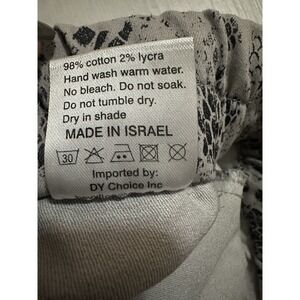 98% cotton 2% lycra
Hand wash warm water.
No bleach. Do not soak.
Do not tumble dry.
Dry in shade
MADE IN ISRAEL
30
Imported by:
DY Choice Inc